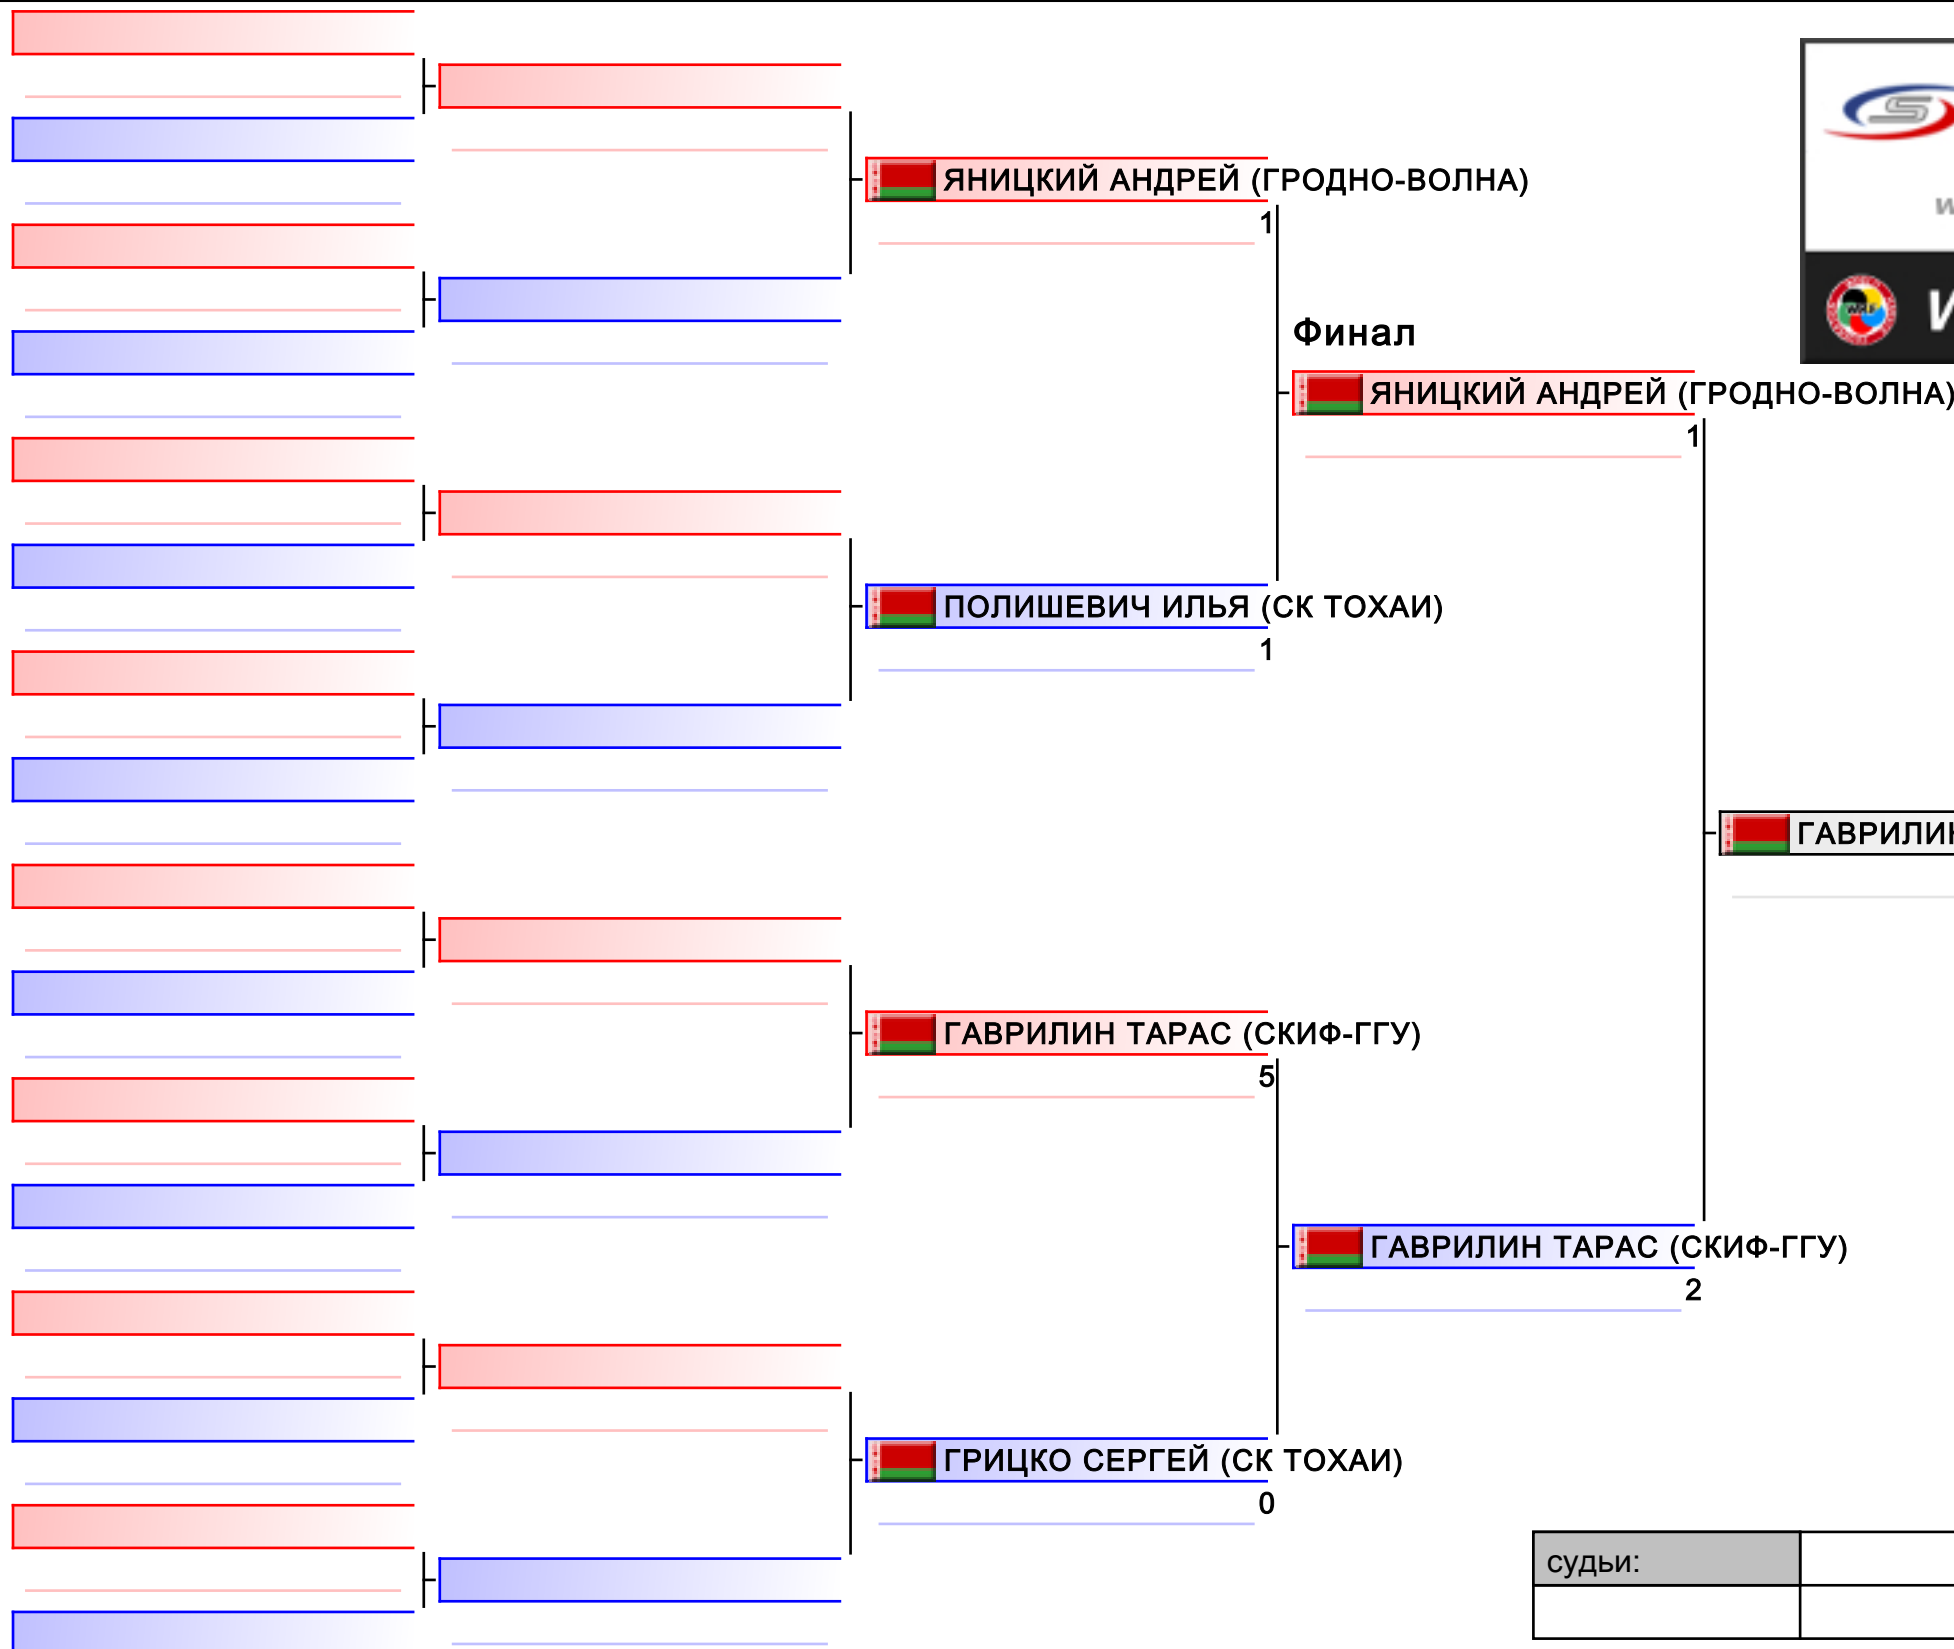 ЯНИЦКИЙ АНДРЕЙ (ГРОДНО-ВОЛНА)
1
Финал
ЯНИЦКИЙ АНДРЕЙ (ГРОДНО-ВОЛНА)
1
ПОЛИШЕВИЧ ИЛЬЯ (СК ТОХАИ)
1
ГАВРИЛИН
ГАВРИЛИН ТАРАС (СКИФ-ГГУ)
5
ГАВРИЛИН ТАРАС (СКИФ-ГГУ)
2
ГРИЦКО СЕРГЕЙ (СК ТОХАИ)
0
судьи: